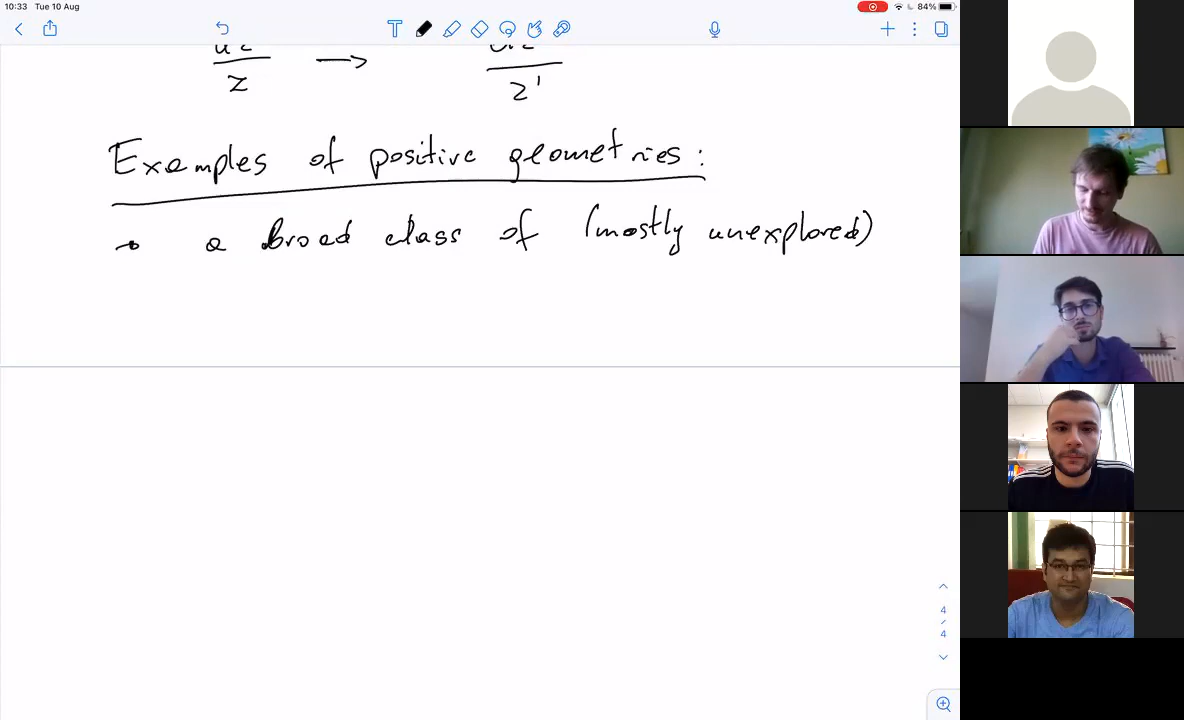 10:33 Tue 10 Aug
84%
T
z → z'
Examples of positive geometries:
→ a broad class of (mostly unexplored)
4
4